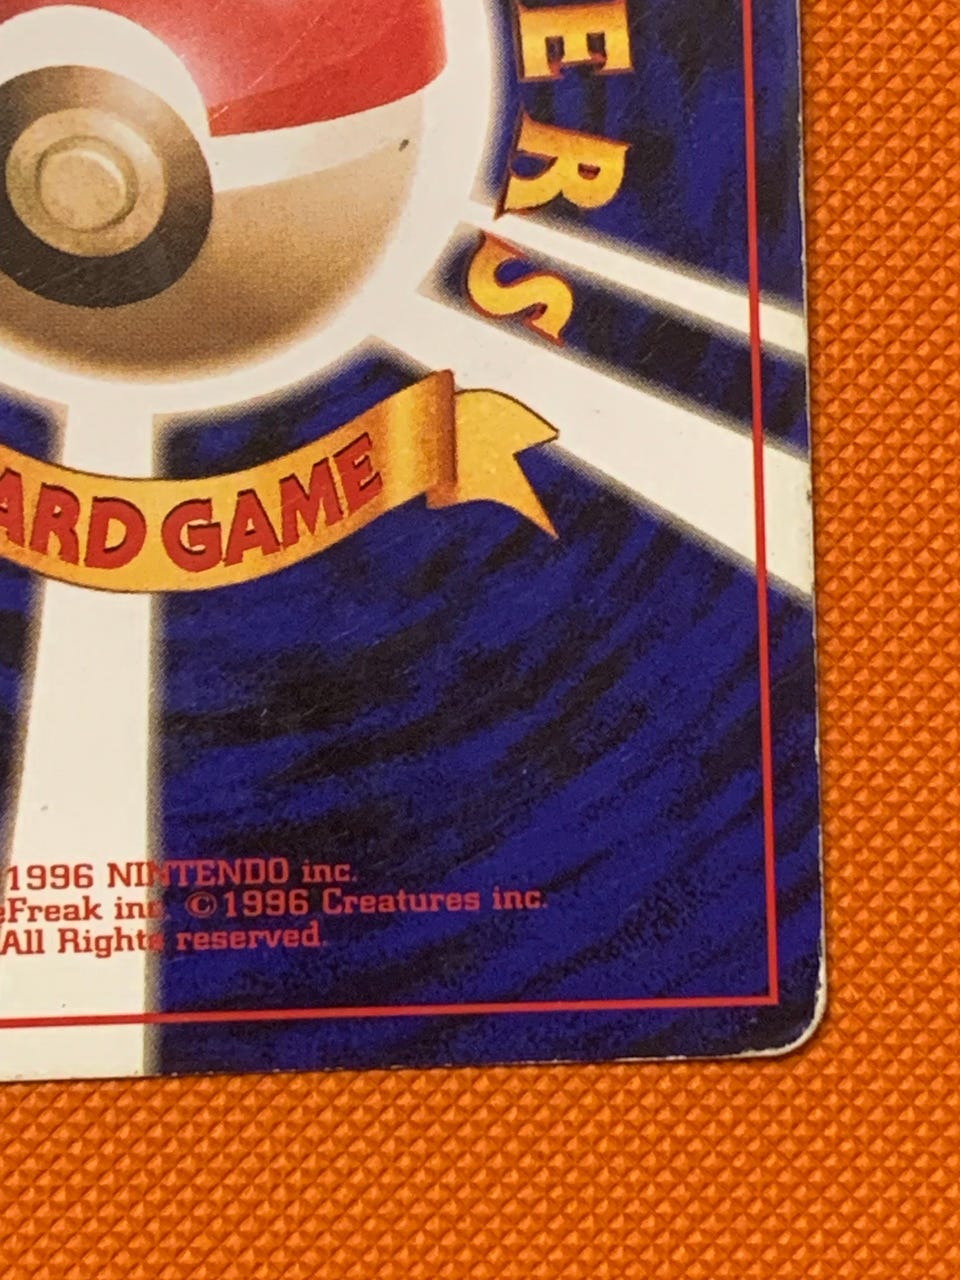 ERS
ARD GAME
1996 NINTENDO inc.
eFreak inc. ©1996 Creatures inc.
All Rights reserved.